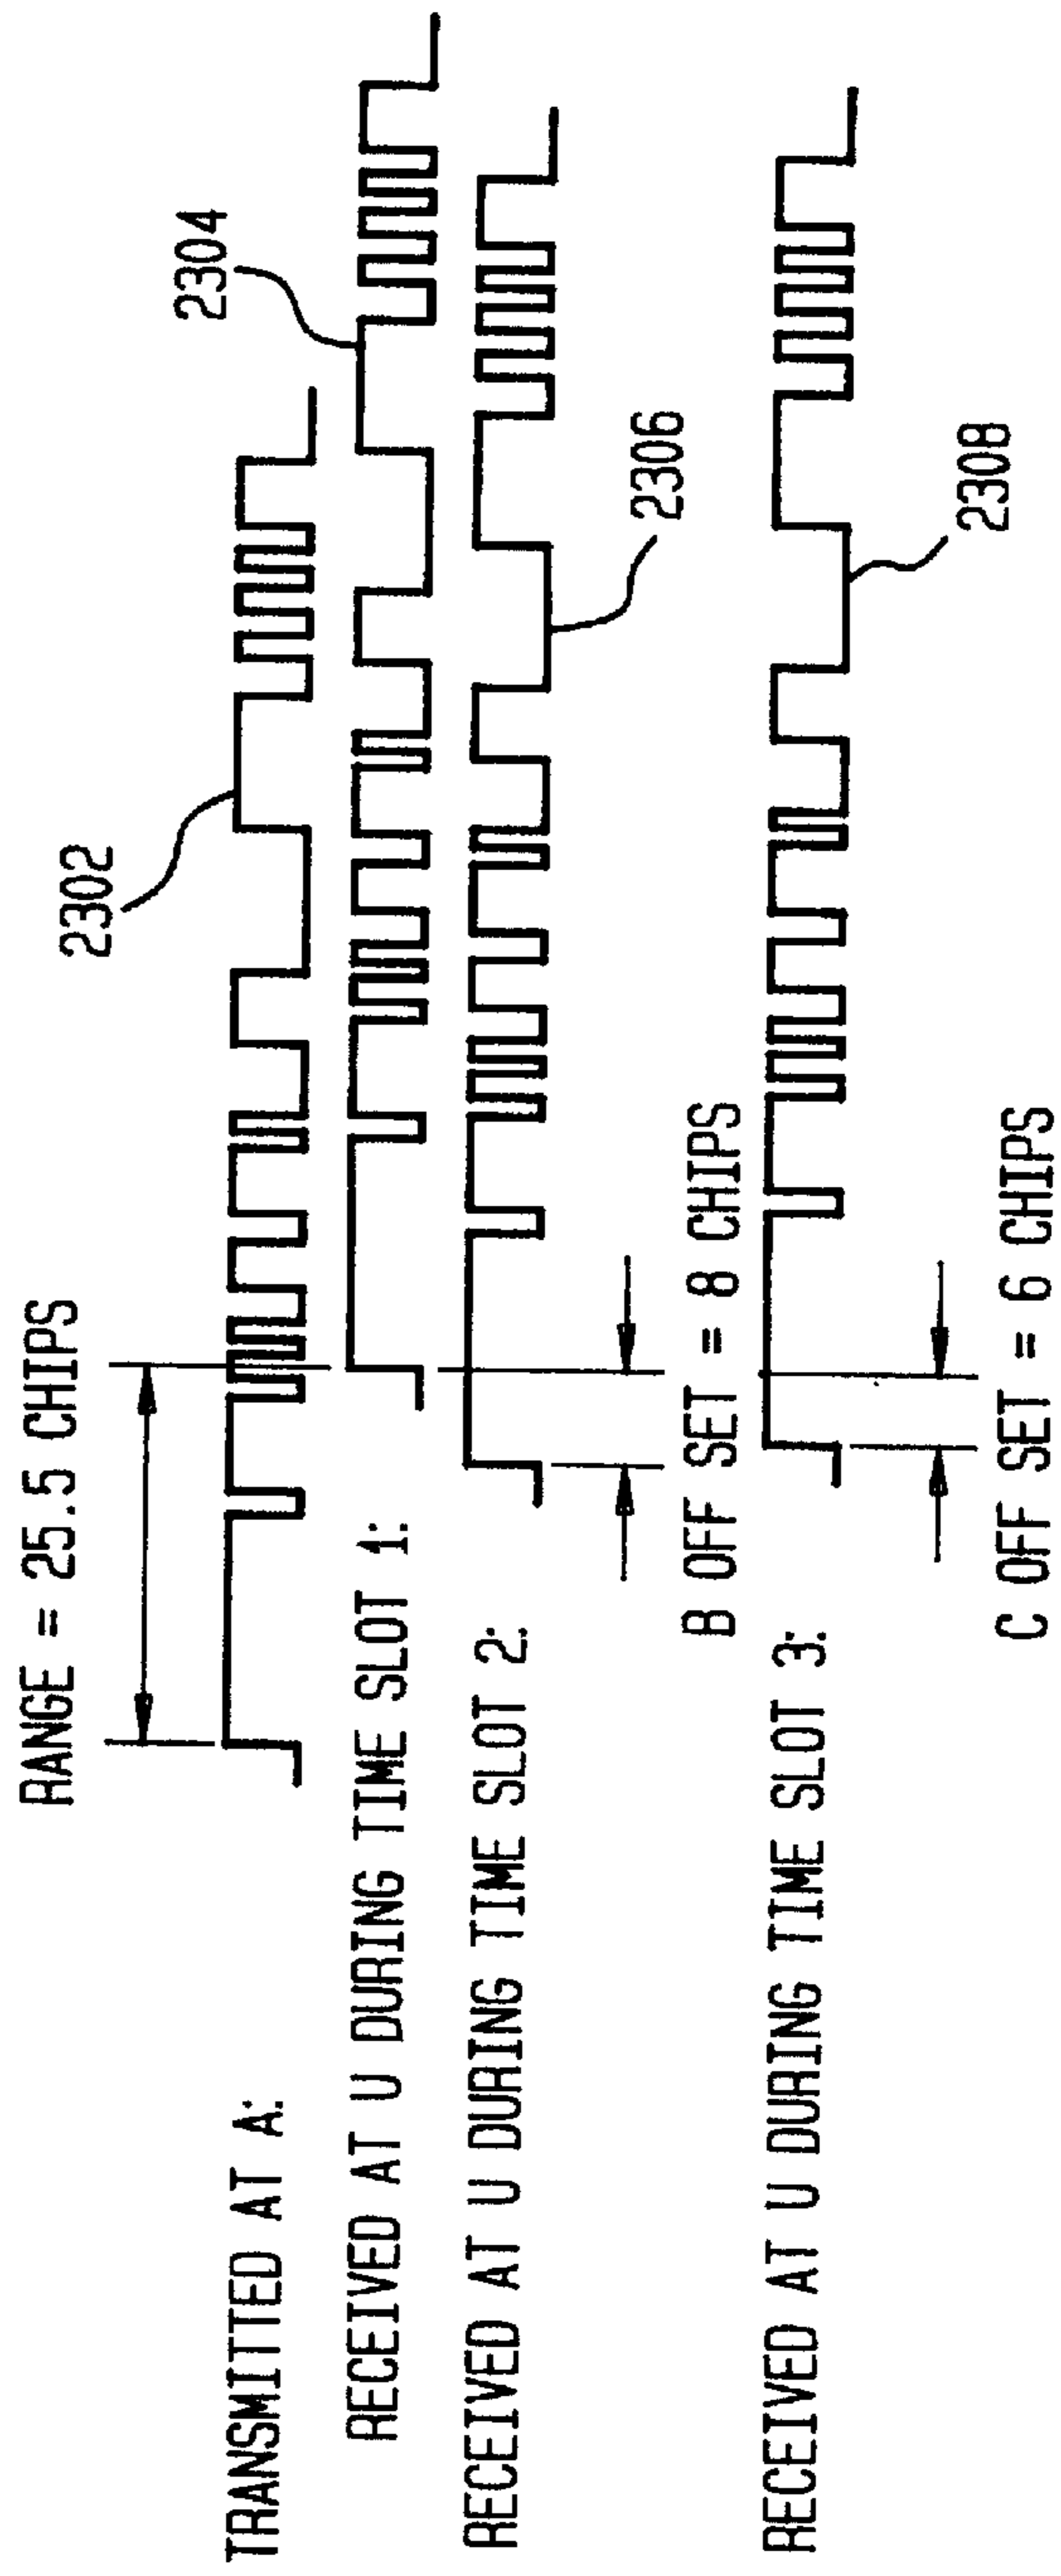 RANGE = 25.5 CHIPS
2302
TRANSMITTED AT A:
2304
RECEIVED AT U DURING TIME SLOT 1:
RECEIVED AT U DURING TIME SLOT 2:
2306
B OFF SET = 8 CHIPS
RECEIVED AT U DURING TIME SLOT 3:
2308
C OFF SET = 6 CHIPS